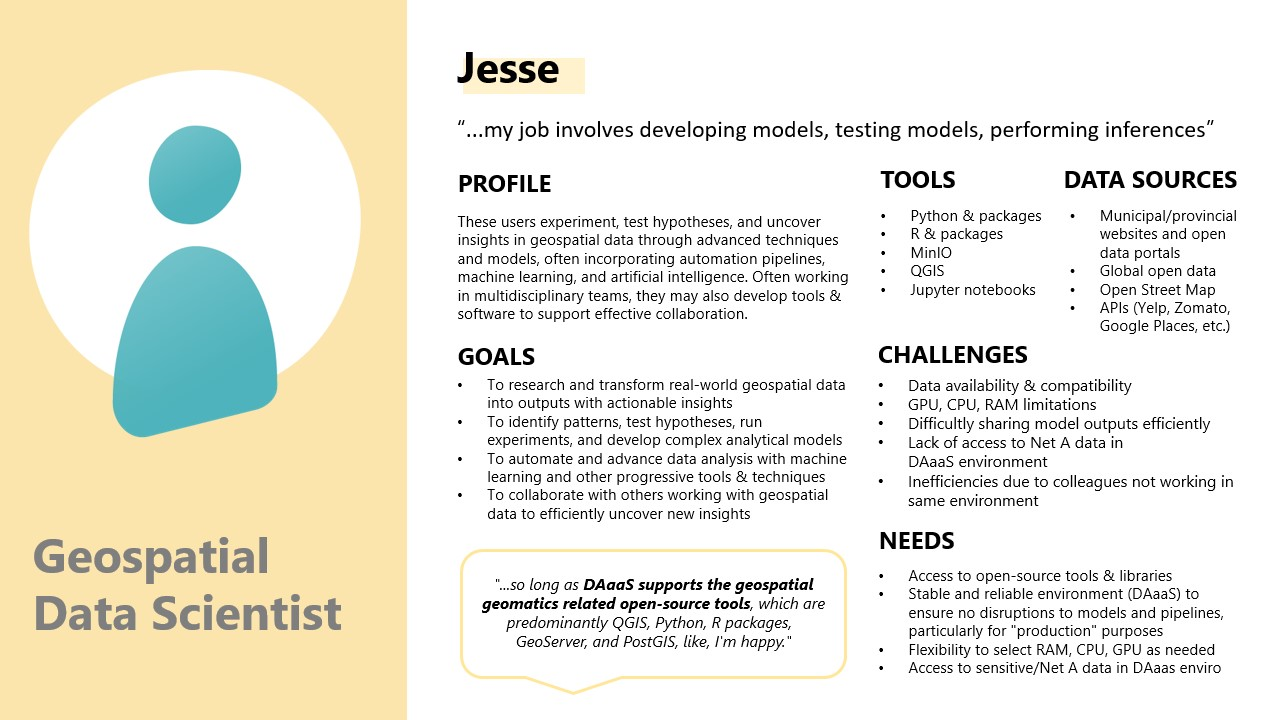 Jesse
“...my job involves developing models, testing models, performing inferences”
PROFILE
These users experiment, test hypotheses, and uncover
insights in geospatial data through advanced techniques
and models, often incorporating automation pipelines,
machine learning, and artificial intelligence. Often working
in multidisciplinary teams, they may also develop tools &
software to support effective collaboration.
GOALS
• To research and transform real-world geospatial data
into outputs with actionable insights
• To identify patterns, test hypotheses, run
experiments, and develop complex analytical models
• To automate and advance data analysis with machine
learning and other progressive tools & techniques
• To collaborate with others working with geospatial
data to efficiently uncover new insights
"...so long as DAaaS supports the geospatial
geomatics related open-source tools, which are
predominantly QGIS, Python, R packages,
GeoServer, and PostGIS, like, I'm happy."
TOOLS
• Python & packages
• R & packages
• MinIO
• QGIS
• Jupyter notebooks
DATA SOURCES
• Municipal/provincial
websites and open
data portals
• Global open data
• Open Street Map
• APIs (Yelp, Zomato,
Google Places, etc.)
CHALLENGES
• Data availability & compatibility
• GPU, CPU, RAM limitations
• Difficultly sharing model outputs efficiently
• Lack of access to Net A data in
DAaaS environment
• Inefficiencies due to colleagues not working in
same environment
NEEDS
• Access to open-source tools & libraries
• Stable and reliable environment (DAaaS) to
ensure no disruptions to models and pipelines,
particularly for "production" purposes
• Flexibility to select RAM, CPU, GPU as needed
• Access to sensitive/Net A data in DAaas enviro
Geospatial
Data Scientist